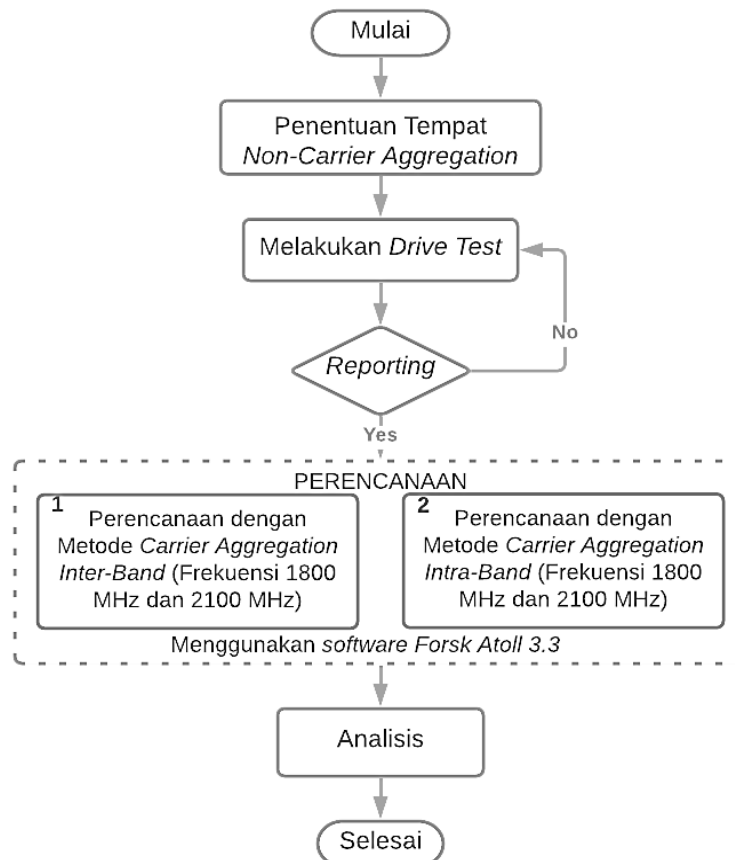 Mulai
Penentuan Tempat
Non-Carrier Aggregation
Melakukan Drive Test
No
Reporting
Yes
PERENCANAAN
1
Perencanaan dengan
Metode Carrier Aggregation
Inter-Band (Frekuensi 1800
MHz dan 2100 MHz)
2
Perencanaan dengan
Metode Carrier Aggregation
Intra-Band (Frekuensi 1800
MHz dan 2100 MHz)
Menggunakan software Forsk Atoll 3.3
Analisis
Selesai